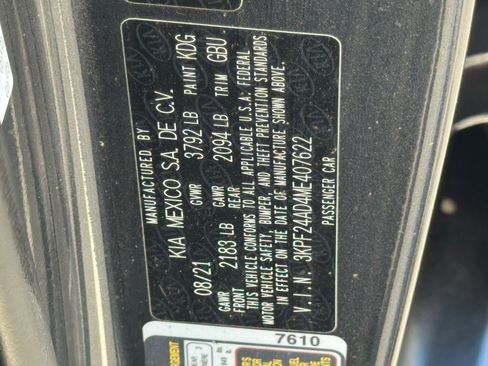 MANUFACTURED BY
KIA MEXICO S.A. DE C.V.
08/21 GVWR 3792 LB PAINT KDG
GAWR GAWR
FRONT 2183 LB REAR 2094 LB TRIM GBU
THIS VEHICLE CONFORMS TO ALL APPLICABLE U.S.A. FEDERAL
MOTOR VEHICLE SAFETY, BUMPER, AND THEFT PREVENTION STANDARDS
IN EFFECT ON THE DATE OF MANUFACTURE SHOWN ABOVE.
V.I.N. 3KPF24AD4ME407622
PASSENGER CAR
7610